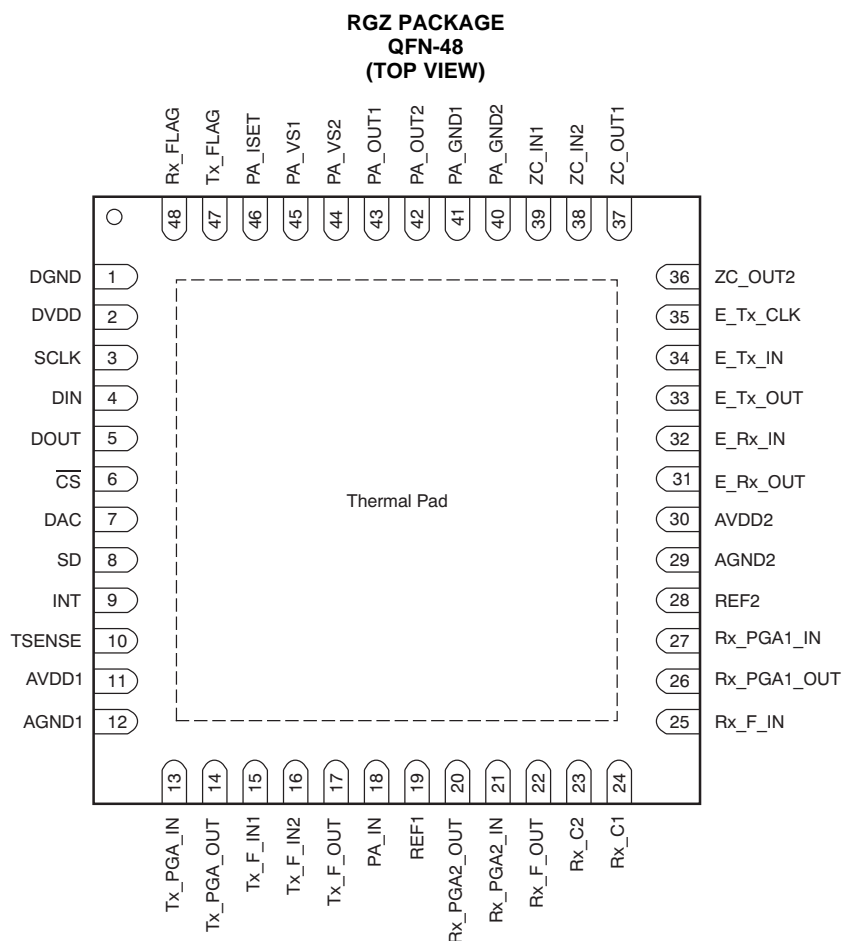 RGZ PACKAGE
QFN-48
(TOP VIEW)
Rx_FLAG
Tx_FLAG
PA_ISET
PA_VS1
PA_VS2
PA_OUT1
PA_OUT2
PA_GND1
PA_GND2
ZC_IN1
ZC_IN2
ZC_OUT1
48 47 46 45 44 43 42 41 40 39 38 37
DGND 1
DVDD 2
SCLK 3
DIN 4
DOUT 5
C̅S̅ 6
DAC 7
SD 8
INT 9
TSENSE 10
AVDD1 11
AGND1 12
Thermal Pad
36 ZC_OUT2
35 E_Tx_CLK
34 E_Tx_IN
33 E_Tx_OUT
32 E_Rx_IN
31 E_Rx_OUT
30 AVDD2
29 AGND2
28 REF2
27 Rx_PGA1_IN
26 Rx_PGA1_OUT
25 Rx_F_IN
13 14 15 16 17 18 19 20 21 22 23 24
Tx_PGA_IN
Tx_PGA_OUT
Tx_F_IN1
Tx_F_IN2
Tx_F_OUT
PA_IN
REF1
Rx_PGA2_OUT
Rx_PGA2_IN
Rx_F_OUT
Rx_C2
Rx_C1